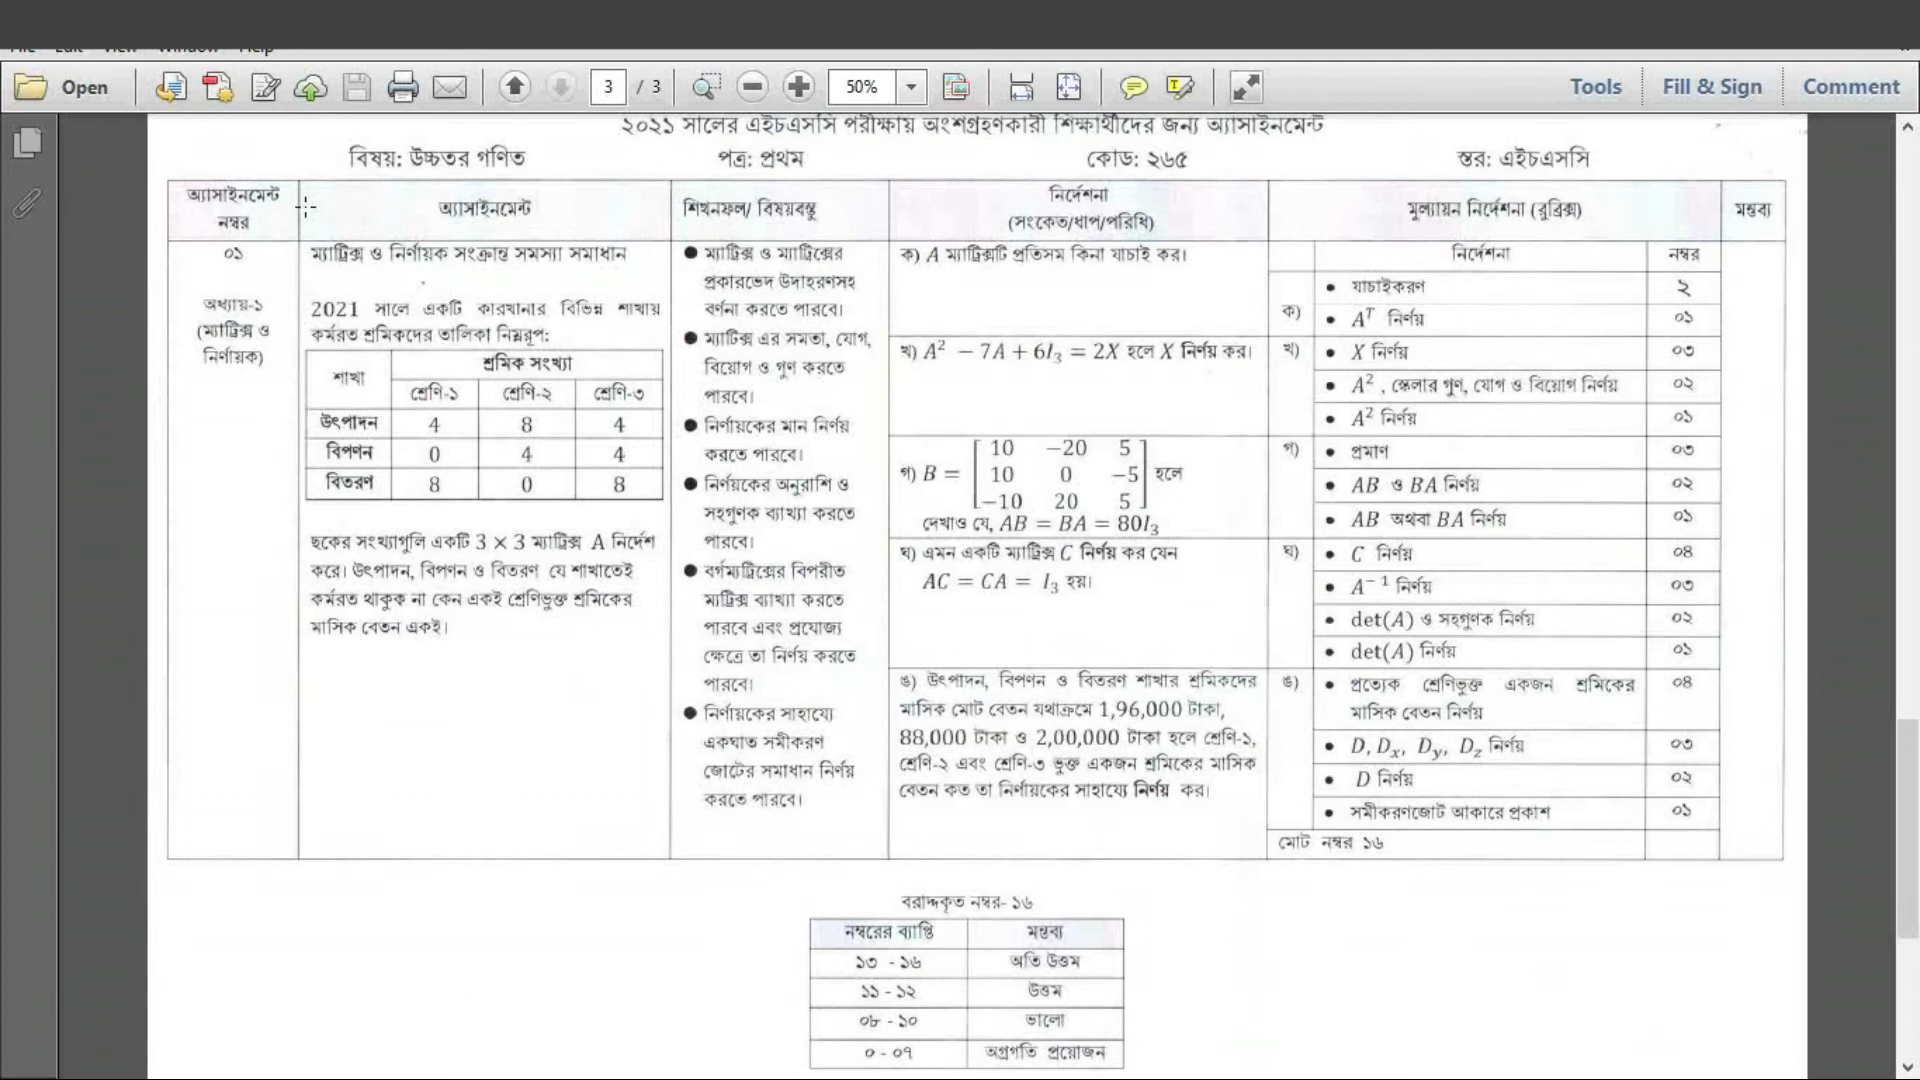 File Edit View Window Help
Open
3 / 3
50%
Tools
Fill & Sign
Comment
২০২১ সালের এইচএসসি পরীক্ষায় অংশগ্রহণকারী শিক্ষার্থীদের জন্য অ্যাসাইনমেন্ট
বিষয়: উচ্চতর গণিত পত্র: প্রথম কোড: ২৬৫ স্তর: এইচএসসি
অ্যাসাইনমেন্ট
নম্বর
অ্যাসাইনমেন্ট
শিখনফল/ বিষয়বস্তু
নির্দেশনা
(সংকেত/ধাপ/পরিধি)
মূল্যায়ন নির্দেশনা (রুব্রিক্স)
মন্তব্য
০১
অধ্যায়-১
(ম্যাট্রিক্স ও
নির্ণায়ক)
ম্যাট্রিক্স ও নির্ণায়ক সংক্রান্ত সমস্যা সমাধান
2021 সালে একটি কারখানার বিভিন্ন শাখায়
কর্মরত শ্রমিকদের তালিকা নিম্নরূপ:
শাখা শ্রমিক সংখ্যা
শ্রেণি-১ শ্রেণি-২ শ্রেণি-৩
উৎপাদন 4 8 4
বিপণন 0 4 4
বিতরণ 8 0 8
ছকের সংখ্যাগুলি একটি 3 × 3 ম্যাট্রিক্স A নির্দেশ
করে। উৎপাদন, বিপণন ও বিতরণ যে শাখাতেই
কর্মরত থাকুক না কেন একই শ্রেণিভুক্ত শ্রমিকের
মাসিক বেতন একই।
● ম্যাট্রিক্স ও ম্যাট্রিক্সের
প্রকারভেদ উদাহরণসহ
বর্ণনা করতে পারবে।
● ম্যাটিক্স এর সমতা, যোগ,
বিয়োগ ও গুণ করতে
পারবে।
● নির্ণায়কের মান নির্ণয়
করতে পারবে।
● নির্ণয়কের অনুরাশি ও
সহগুণক ব্যাখ্যা করতে
পারবে।
● বর্গম্যট্রিক্সের বিপরীত
ম্যট্রিক্স ব্যাখ্যা করতে
পারবে এবং প্রযোজ্য
ক্ষেত্রে তা নির্ণয় করতে
পারবে।
● নির্ণায়কের সাহায্যে
একঘাত সমীকরণ
জোটের সমাধান নির্ণয়
করতে পারবে।
ক) A ম্যাট্রিক্সটি প্রতিসম কিনা যাচাই কর।
খ) A² − 7A + 6I₃ = 2X হলে X নির্ণয় কর।
গ) B = [10 −20 5
10 0 −5
−10 20 5] হলে
দেখাও যে, AB = BA = 80I₃
ঘ) এমন একটি ম্যাট্রিক্স C নির্ণয় কর যেন
AC = CA = I₃ হয়।
ঙ) উৎপাদন, বিপণন ও বিতরণ শাখার শ্রমিকদের
মাসিক মোট বেতন যথাক্রমে 1,96,000 টাকা,
88,000 টাকা ও 2,00,000 টাকা হলে শ্রেণি-১,
শ্রেণি-২ এবং শ্রেণি-৩ ভুক্ত একজন শ্রমিকের মাসিক
বেতন কত তা নির্ণায়কের সাহায্যে নির্ণয় কর।
নির্দেশনা নম্বর
ক)
• যাচাইকরণ ২
• Aᵀ নির্ণয় ০১
খ) • X নির্ণয় ০৩
• A² , স্কেলার গুণ, যোগ ও বিয়োগ নির্ণয় ০২
• A² নির্ণয় ০১
গ) • প্রমাণ ০৩
• AB ও BA নির্ণয় ০২
• AB অথবা BA নির্ণয় ০১
ঘ) • C নির্ণয় ০৪
• A⁻¹ নির্ণয় ০৩
• det(A) ও সহগুণক নির্ণয় ০২
• det(A) নির্ণয় ০১
ঙ) • প্রত্যেক শ্রেণিভুক্ত একজন শ্রমিকের ০৪
মাসিক বেতন নির্ণয়
• D, Dₓ, D_y, D_z নির্ণয় ০৩
• D নির্ণয় ০২
• সমীকরণজোট আকারে প্রকাশ ০১
মোট নম্বর ১৬
বরাদ্দকৃত নম্বর- ১৬
নম্বরের ব্যাপ্তি মন্তব্য
১৩ - ১৬ অতি উত্তম
১১ - ১২ উত্তম
০৮ - ১০ ভালো
০ - ০৭ অগ্রগতি প্রয়োজন